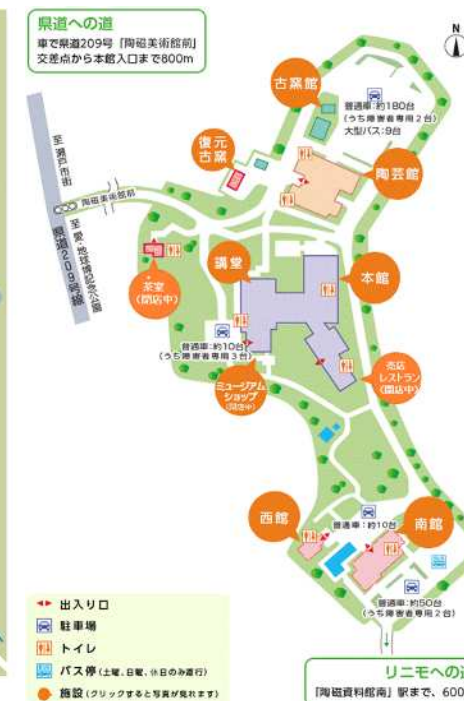 県道への道
車で県道209号「陶磁美術館前」
交差点から本館入口まで800m
N
古窯館
普通車:約180台
(うち障害者専用2台)
大型バス:9台
復元
古窯
陶芸館
至 瀬戸市街
陶磁美術館前
県道209号線
至 愛・地球博記念公園
茶室
(閉店中)
講堂
本館
普通車:約10台
(うち障害者専用3台)
ミュージアム
ショップ
(閉店中)
売店
レストラン
(閉店中)
西館
普通車:約10台
南館
普通車:約50台
(うち障害者専用2台)
出入り口
駐車場
トイレ
バス停(土曜、日曜、休日のみ運行)
施設(クリックすると写真が見れます)
リニモへの道
「陶磁資料館南」駅まで、600